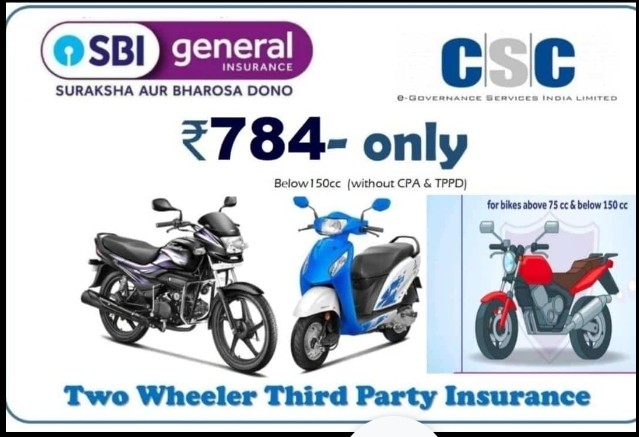 SBI general
INSURANCE
SURAKSHA AUR BHAROSA DONO
CSC
e-Governance Services India Limited
₹784- only
Below150cc (without CPA & TPPD)
for bikes above 75 cc & below 150 cc
Two Wheeler Third Party Insurance